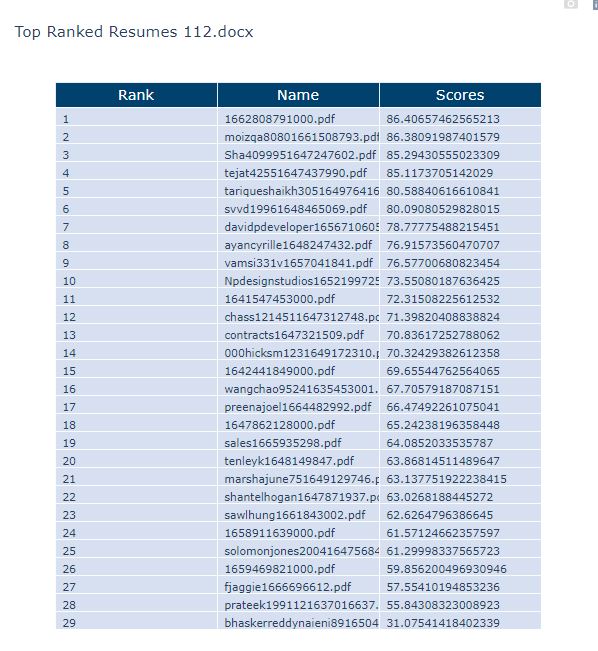 Top Ranked Resumes 112.docx
Rank Name Scores
1 1662808791000.pdf 86.40657462565213
2 moizqa80801661508793.pdf 86.38091987401579
3 Sha4099951647247602.pdf 85.29430555023309
4 tejat42551647437990.pdf 85.1173705142029
5 tariqueshaikh305164976416 80.58840616610841
6 svvd19961648465069.pdf 80.09080529828015
7 davidpdeveloper1656710605 78.77775488215451
8 ayancyrille1648247432.pdf 76.91573560470707
9 vamsi331v1657041841.pdf 76.57700680823454
10 Npdesignstudios1652199725 73.55080187636425
11 1641547453000.pdf 72.31508225612532
12 chass1214511647312748.pd 71.39820408838824
13 contracts1647321509.pdf 70.83617252788062
14 000hicksm1231649172310.p 70.32429382612358
15 1642441849000.pdf 69.65544762564065
16 wangchao95241635453001. 67.70579187087151
17 preenajoel1664482992.pdf 66.47492261075041
18 1647862128000.pdf 65.24238196358448
19 sales1665935298.pdf 64.0852033535787
20 tenleyk1648149847.pdf 63.86814511489647
21 marshajune751649129746.p 63.137751922238415
22 shantelhogan1647871937.pd 63.0268188445272
23 sawlhung1661843002.pdf 62.6264796386645
24 1658911639000.pdf 61.57124662357597
25 solomonjones200416475684 61.29998337565723
26 1659469821000.pdf 59.856200496930946
27 fjaggie1666696612.pdf 57.55410194853236
28 prateek1991121637016637. 55.84308323008923
29 bhaskerreddynaieni8916504 31.07541418402339